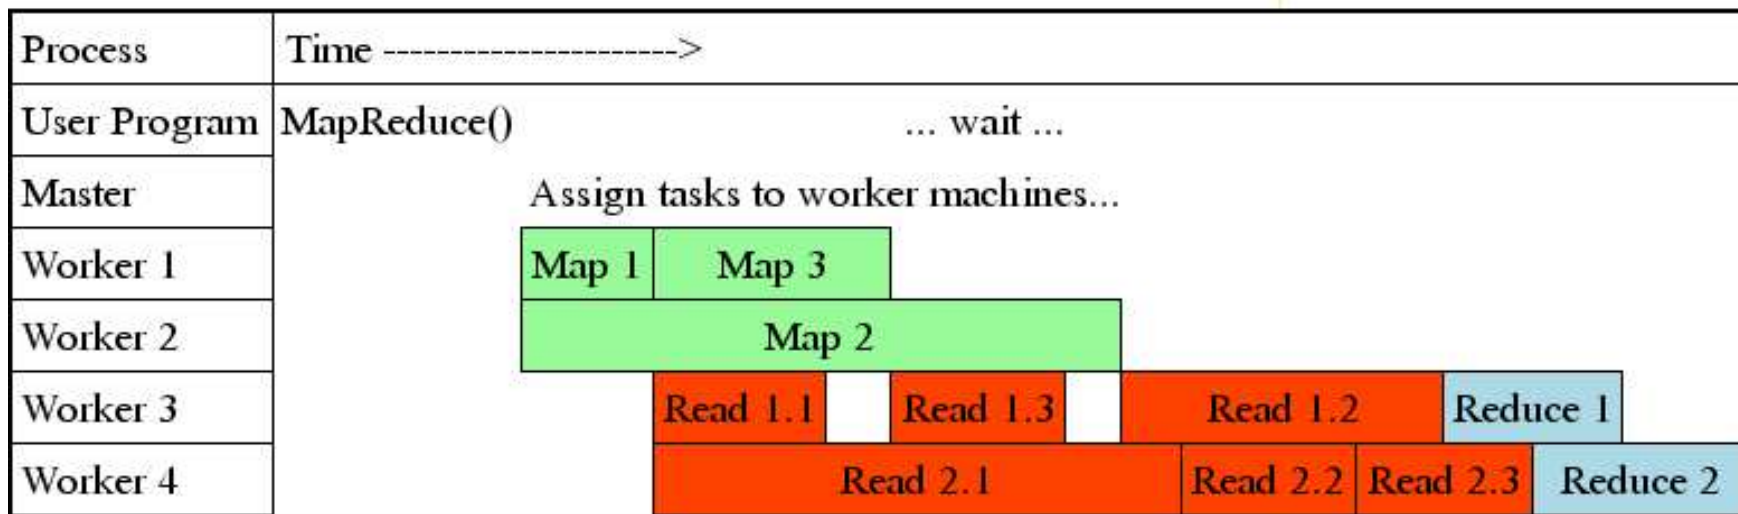 Process Time ---------------------->
User Program MapReduce() ... wait ...
Master Assign tasks to worker machines...
Worker 1 Map 1 Map 3
Worker 2 Map 2
Worker 3 Read 1.1 Read 1.3 Read 1.2 Reduce 1
Worker 4 Read 2.1 Read 2.2 Read 2.3 Reduce 2